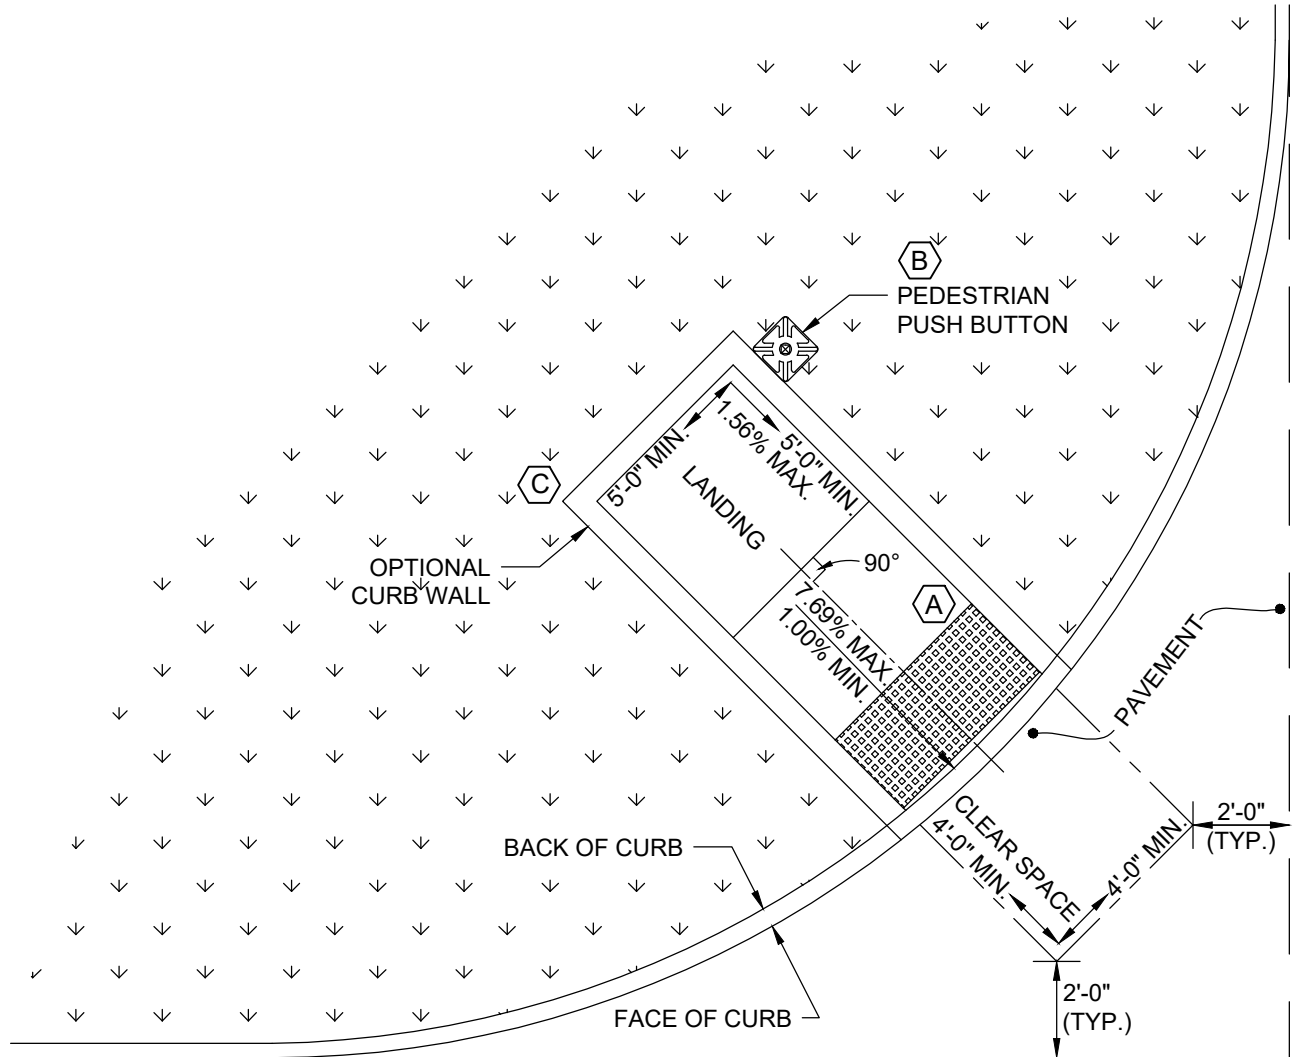 B
PEDESTRIAN
PUSH BUTTON
5'-0" MIN.
1.56% MAX.
5'-0" MIN.
LANDING
C
OPTIONAL
CURB WALL
90°
A
7.69% MAX.
1.00% MIN.
PAVEMENT
CLEAR SPACE
4'-0" MIN.
4'-0" MIN.
2'-0"
(TYP.)
BACK OF CURB
FACE OF CURB
2'-0"
(TYP.)